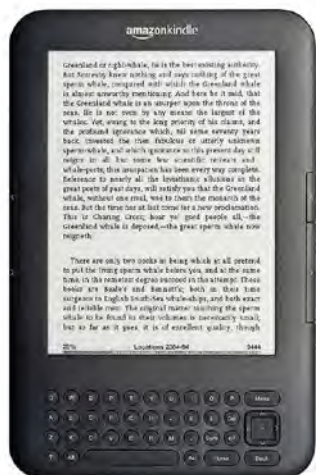 amazonkindle
Greenland or right-whale, he is the best existing authority.
But Scoresby knew nothing and says nothing of the great
sperm whale, compared with which the Greenland whale
is almost unworthy mentioning. And here be it said, that
the Greenland whale is an usurper upon the throne of the
seas. He is not even by any means the largest of the
whales. Yet, owing to the long priority of his claims, and
the profound ignorance which, till some seventy years
back, invested the then fabulous or utterly unknown
sperm-whale, and which ignorance to this present day still
reigns in all but some few scientific retreats and
whale-ports; this usurpation has been every way complete.
Reference to nearly all the leviathanic allusions in the
great poets of past days, will satisfy you that the Greenland
whale, without one rival, was to them the monarch of the
seas. But the time has at last come for a new proclamation.
This is Charing Cross; hear ye! good people all,—the
Greenland whale is deposed,—the great sperm whale now
reigneth!
There are only two books in being which at all pretend
to put the living sperm whale before you, and at the same
time, in the remotest degree succeed in the attempt. Those
books are Beale's and Bennett's; both in their time
surgeons to English South-Sea whale-ships, and both exact
and reliable men. The original matter touching the sperm
whale to be found in their volumes is necessarily small;
but so far as it goes, it is of excellent quality, though
Locations 2584-94
Q W E R T Y U I O P Menu
A S D F G H J K L Del
Z X C V B N M
Alt Aa Home Back